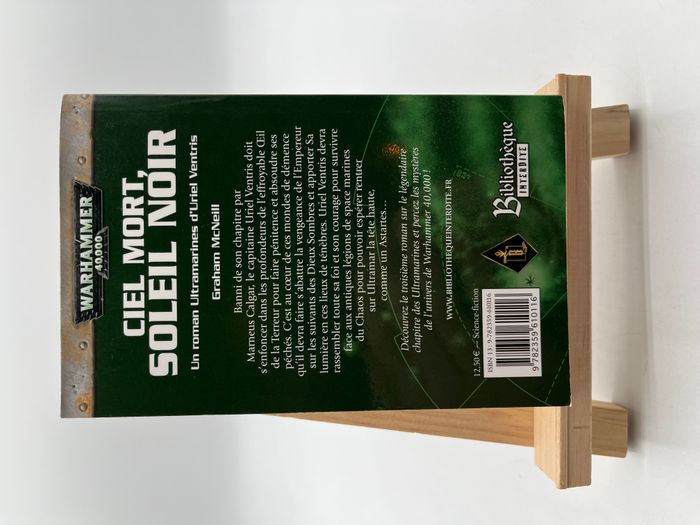 WARHAMMER
40,000
CIEL MORT,
SOLEIL NOIR
Un roman Ultramarines d'Uriel Ventris
Graham McNeill
Banni de son chapitre par
Marneus Calgar, le capitaine Uriel Ventris doit
s'enfoncer dans les profondeurs de l'effroyable Œil
de la Terreur pour faire pénitence et absoudre ses
péchés. C'est au cœur de ces mondes de démence
qu'il devra faire s'abattre la vengeance de l'Empereur
sur les suivants des Dieux Sombres et apporter Sa
lumière en ces lieux de ténèbres. Uriel Ventris devra
rassembler toute sa foi et son courage pour survivre
face aux antiques légions de space marines
du Chaos pour pouvoir espérer rentrer
sur Ultramar la tête haute,
comme un Astartes...
Découvrez le troisième roman sur le légendaire
chapitre des Ultramarines et percez les mystères
de l'univers de Warhammer 40,000 !
WWW.BIBLIOTHEQUEINTERDITE.FR
Bibliothèque
INTERDITE
12,50 € – Science-fiction
ISBN 13 : 9-782359-610116
9 782359 610116